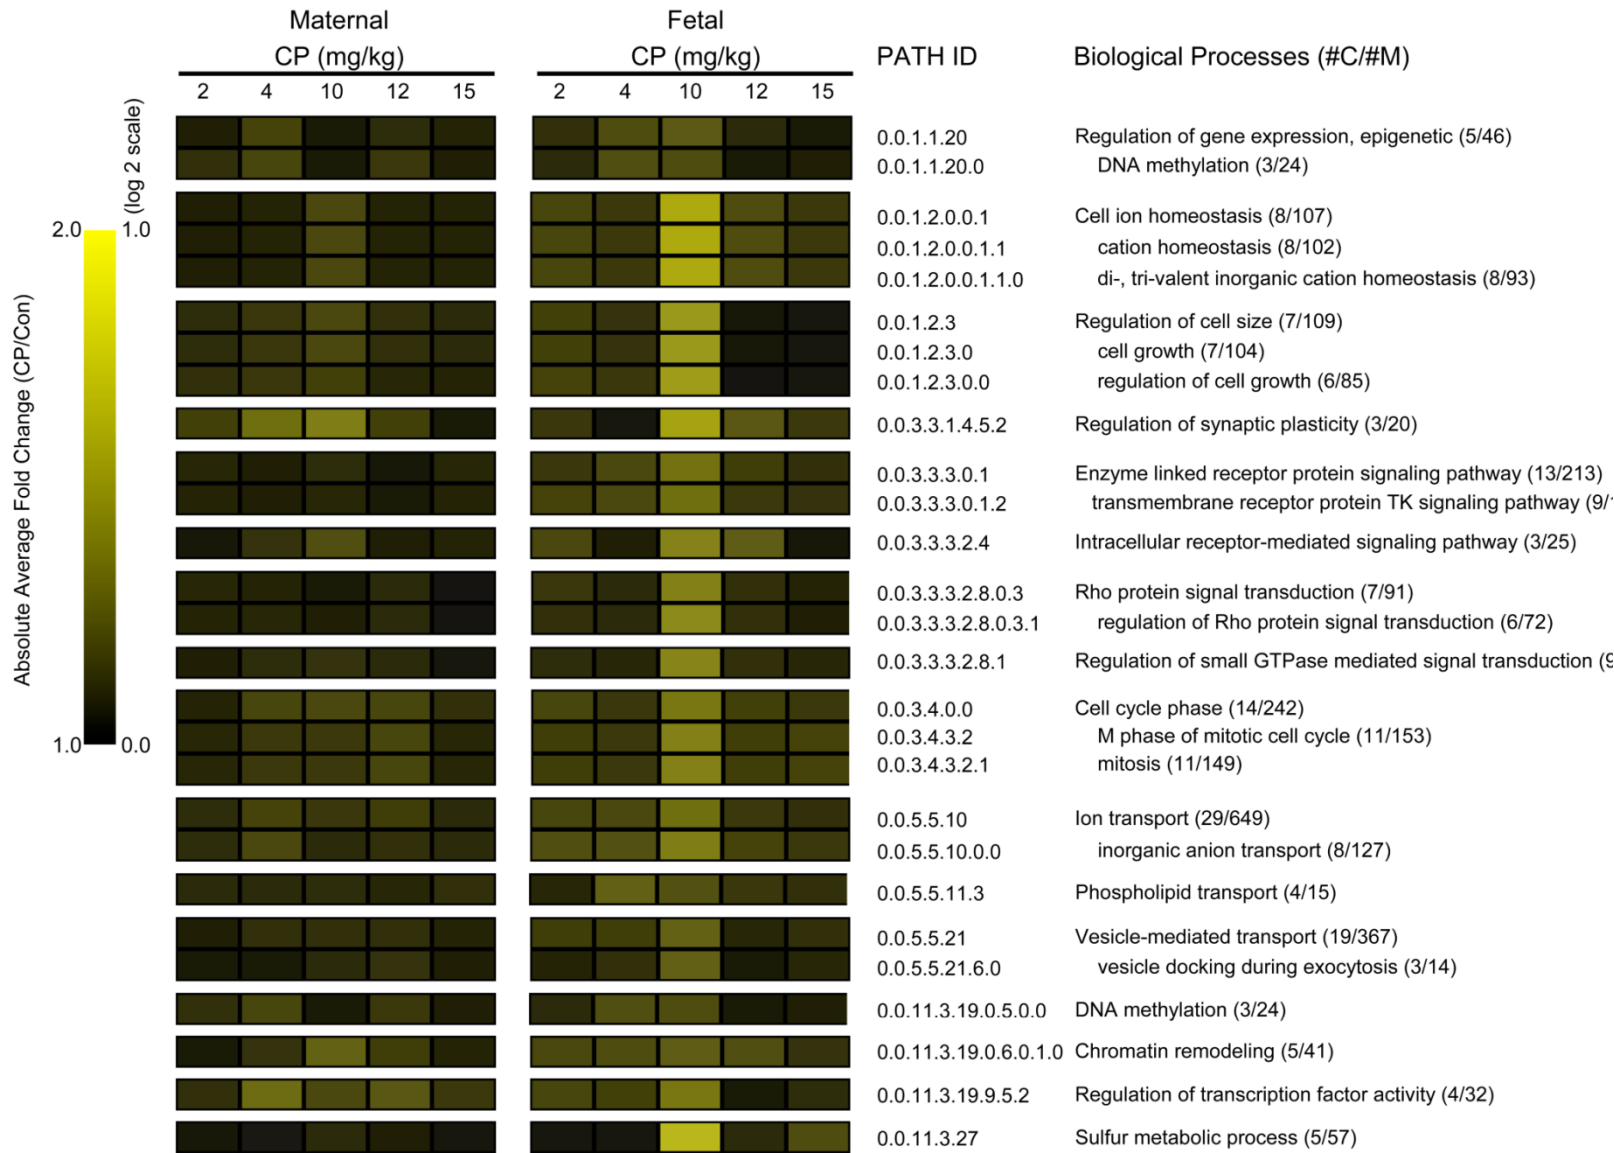 Maternal Fetal
CP (mg/kg) CP (mg/kg) PATH ID Biological Processes (#C/#M)
2 4 10 12 15 2 4 10 12 15
Absolute Average Fold Change (CP/Con)
(log 2 scale)
2.0 1.0
1.0 0.0
0.0.1.1.20 Regulation of gene expression, epigenetic (5/46)
0.0.1.1.20.0 DNA methylation (3/24)
0.0.1.2.0.0.1 Cell ion homeostasis (8/107)
0.0.1.2.0.0.1.1 cation homeostasis (8/102)
0.0.1.2.0.0.1.1.0 di-, tri-valent inorganic cation homeostasis (8/93)
0.0.1.2.3 Regulation of cell size (7/109)
0.0.1.2.3.0 cell growth (7/104)
0.0.1.2.3.0.0 regulation of cell growth (6/85)
0.0.3.3.1.4.5.2 Regulation of synaptic plasticity (3/20)
0.0.3.3.3.0.1 Enzyme linked receptor protein signaling pathway (13/213)
0.0.3.3.3.0.1.2 transmembrane receptor protein TK signaling pathway (9/
0.0.3.3.3.2.4 Intracellular receptor-mediated signaling pathway (3/25)
0.0.3.3.3.2.8.0.3 Rho protein signal transduction (7/91)
0.0.3.3.3.2.8.0.3.1 regulation of Rho protein signal transduction (6/72)
0.0.3.3.3.2.8.1 Regulation of small GTPase mediated signal transduction (9
0.0.3.4.0.0 Cell cycle phase (14/242)
0.0.3.4.3.2 M phase of mitotic cell cycle (11/153)
0.0.3.4.3.2.1 mitosis (11/149)
0.0.5.5.10 Ion transport (29/649)
0.0.5.5.10.0.0 inorganic anion transport (8/127)
0.0.5.5.11.3 Phospholipid transport (4/15)
0.0.5.5.21 Vesicle-mediated transport (19/367)
0.0.5.5.21.6.0 vesicle docking during exocytosis (3/14)
0.0.11.3.19.0.5.0.0 DNA methylation (3/24)
0.0.11.3.19.0.6.0.1.0 Chromatin remodeling (5/41)
0.0.11.3.19.9.5.2 Regulation of transcription factor activity (4/32)
0.0.11.3.27 Sulfur metabolic process (5/57)